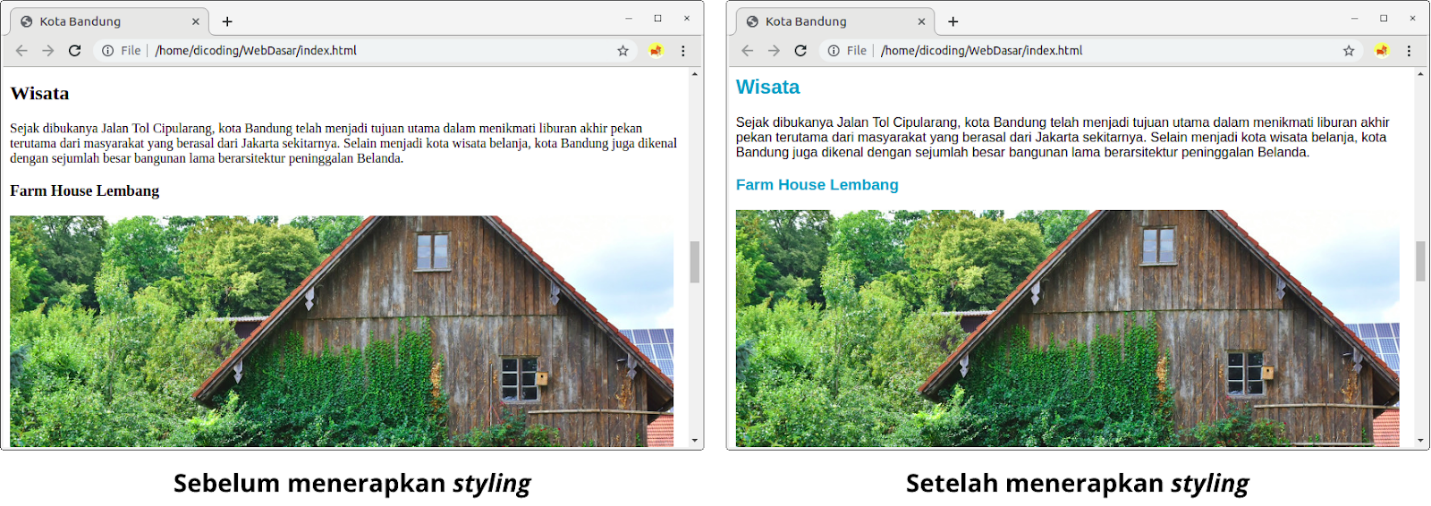 Kota Bandung
File | /home/dicoding/WebDasar/index.html
Wisata
Sejak dibukanya Jalan Tol Cipularang, kota Bandung telah menjadi tujuan utama dalam menikmati liburan akhir pekan
terutama dari masyarakat yang berasal dari Jakarta sekitarnya. Selain menjadi kota wisata belanja, kota Bandung juga dikenal
dengan sejumlah besar bangunan lama berarsitektur peninggalan Belanda.
Farm House Lembang
Sebelum menerapkan styling
Kota Bandung
File | /home/dicoding/WebDasar/index.html
Wisata
Sejak dibukanya Jalan Tol Cipularang, kota Bandung telah menjadi tujuan utama dalam menikmati liburan akhir
pekan terutama dari masyarakat yang berasal dari Jakarta sekitarnya. Selain menjadi kota wisata belanja, kota
Bandung juga dikenal dengan sejumlah besar bangunan lama berarsitektur peninggalan Belanda.
Farm House Lembang
Setelah menerapkan styling